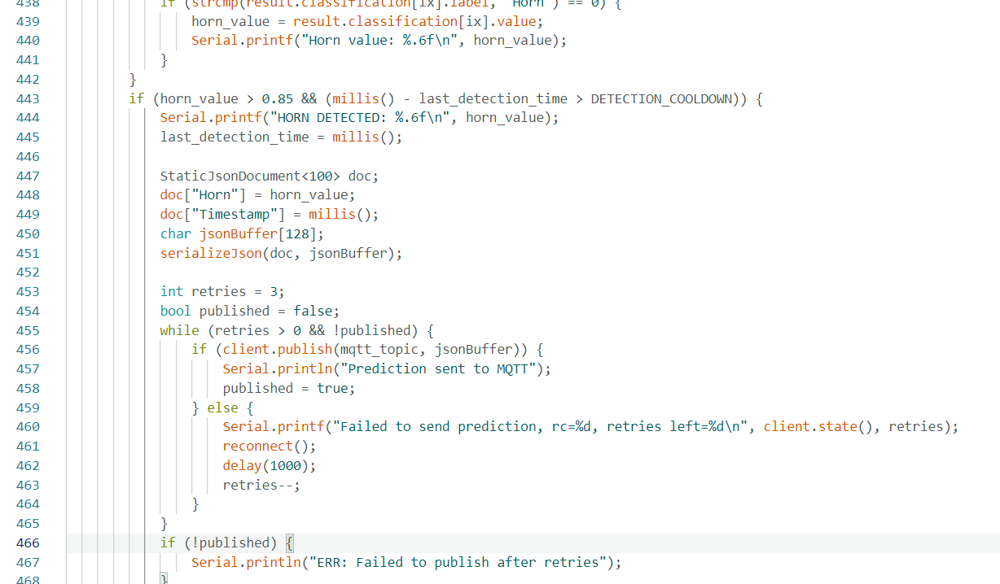 438 if (strcmp(result.classification[ix].label, "Horn") == 0) {
439 horn_value = result.classification[ix].value;
440 Serial.printf("Horn value: %.6f\n", horn_value);
441 }
442 }
443 if (horn_value > 0.85 && (millis() - last_detection_time > DETECTION_COOLDOWN)) {
444 Serial.printf("HORN DETECTED: %.6f\n", horn_value);
445 last_detection_time = millis();
446
447 StaticJsonDocument<100> doc;
448 doc["Horn"] = horn_value;
449 doc["Timestamp"] = millis();
450 char jsonBuffer[128];
451 serializeJson(doc, jsonBuffer);
452
453 int retries = 3;
454 bool published = false;
455 while (retries > 0 && !published) {
456 if (client.publish(mqtt_topic, jsonBuffer)) {
457 Serial.println("Prediction sent to MQTT");
458 published = true;
459 } else {
460 Serial.printf("Failed to send prediction, rc=%d, retries left=%d\n", client.state(), retries);
461 reconnect();
462 delay(1000);
463 retries--;
464 }
465 }
466 if (!published) {
467 Serial.println("ERR: Failed to publish after retries");
468 }